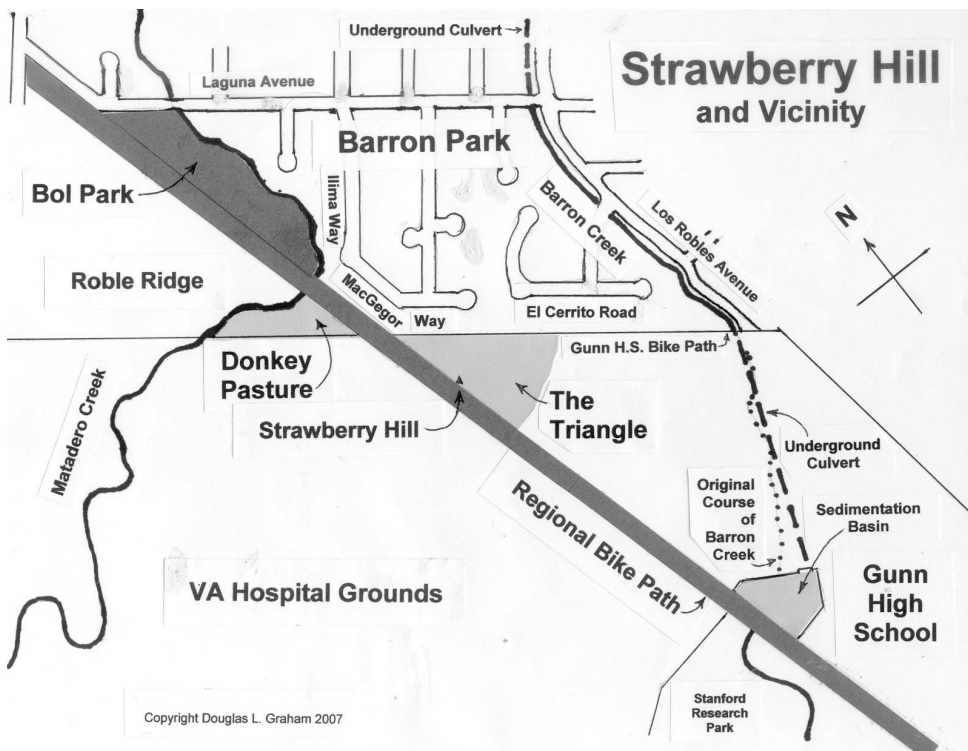 Underground Culvert
Strawberry Hill
and Vicinity
Laguna Avenue
Barron Park
Bol Park
Ilima Way
Barron Creek
Los Robles Avenue
N
Roble Ridge
MacGegor
Way
El Cerrito Road
Gunn H.S. Bike Path
Donkey
Pasture
The
Triangle
Strawberry Hill
Matadero Creek
Underground
Culvert
Regional Bike Path
Original
Course
of
Barron
Creek
Sedimentation
Basin
VA Hospital Grounds
Gunn
High
School
Stanford
Research
Park
Copyright Douglas L. Graham 2007